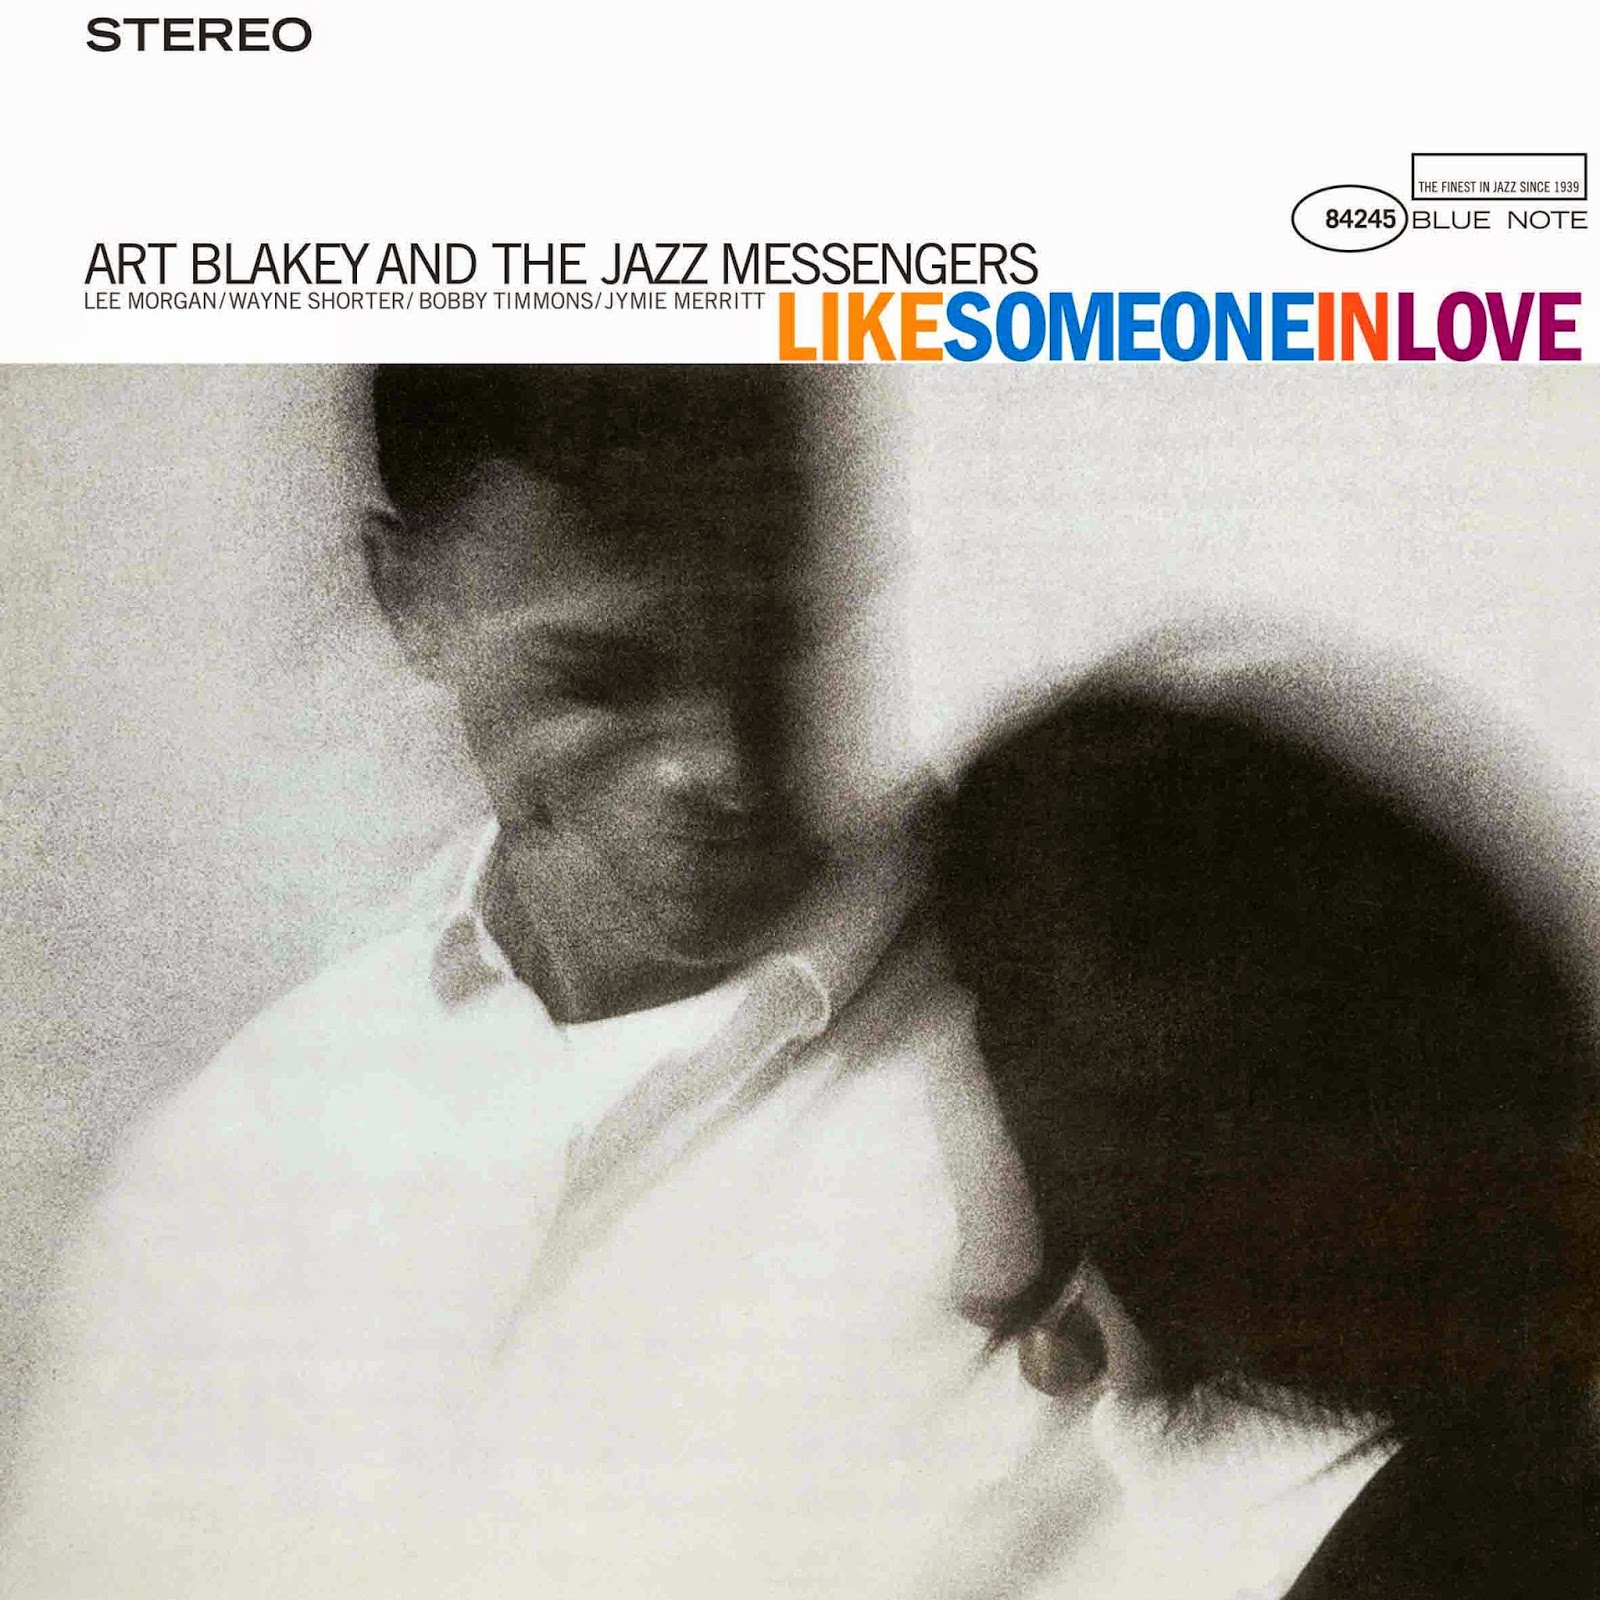 STEREO
THE FINEST IN JAZZ SINCE 1939
84245 BLUE NOTE
ART BLAKEY AND THE JAZZ MESSENGERS
LEE MORGAN/WAYNE SHORTER/BOBBY TIMMONS/JYMIE MERRITT
LIKESOMEONEINLOVE